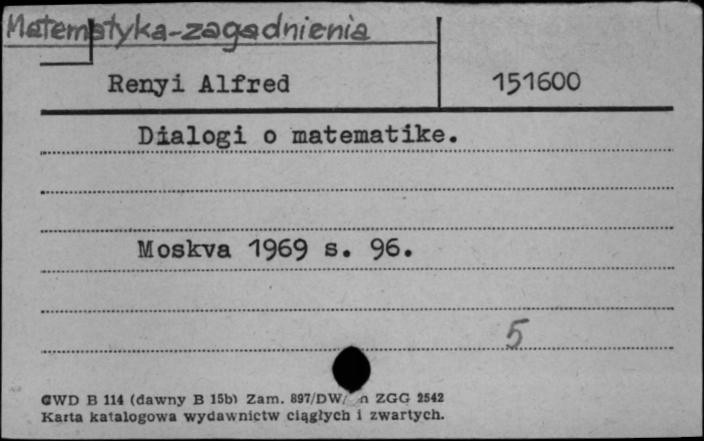 Matematyka-zagadnienia
Renyi Alfred 151600
Dialogi o matematike.
Moskva 1969 s. 96.
5
CWD B 114 (dawny B 15b) Zam. 897/DW/ n ZGG 2542
Karta katalogowa wydawnictw ciągłych i zwartych.